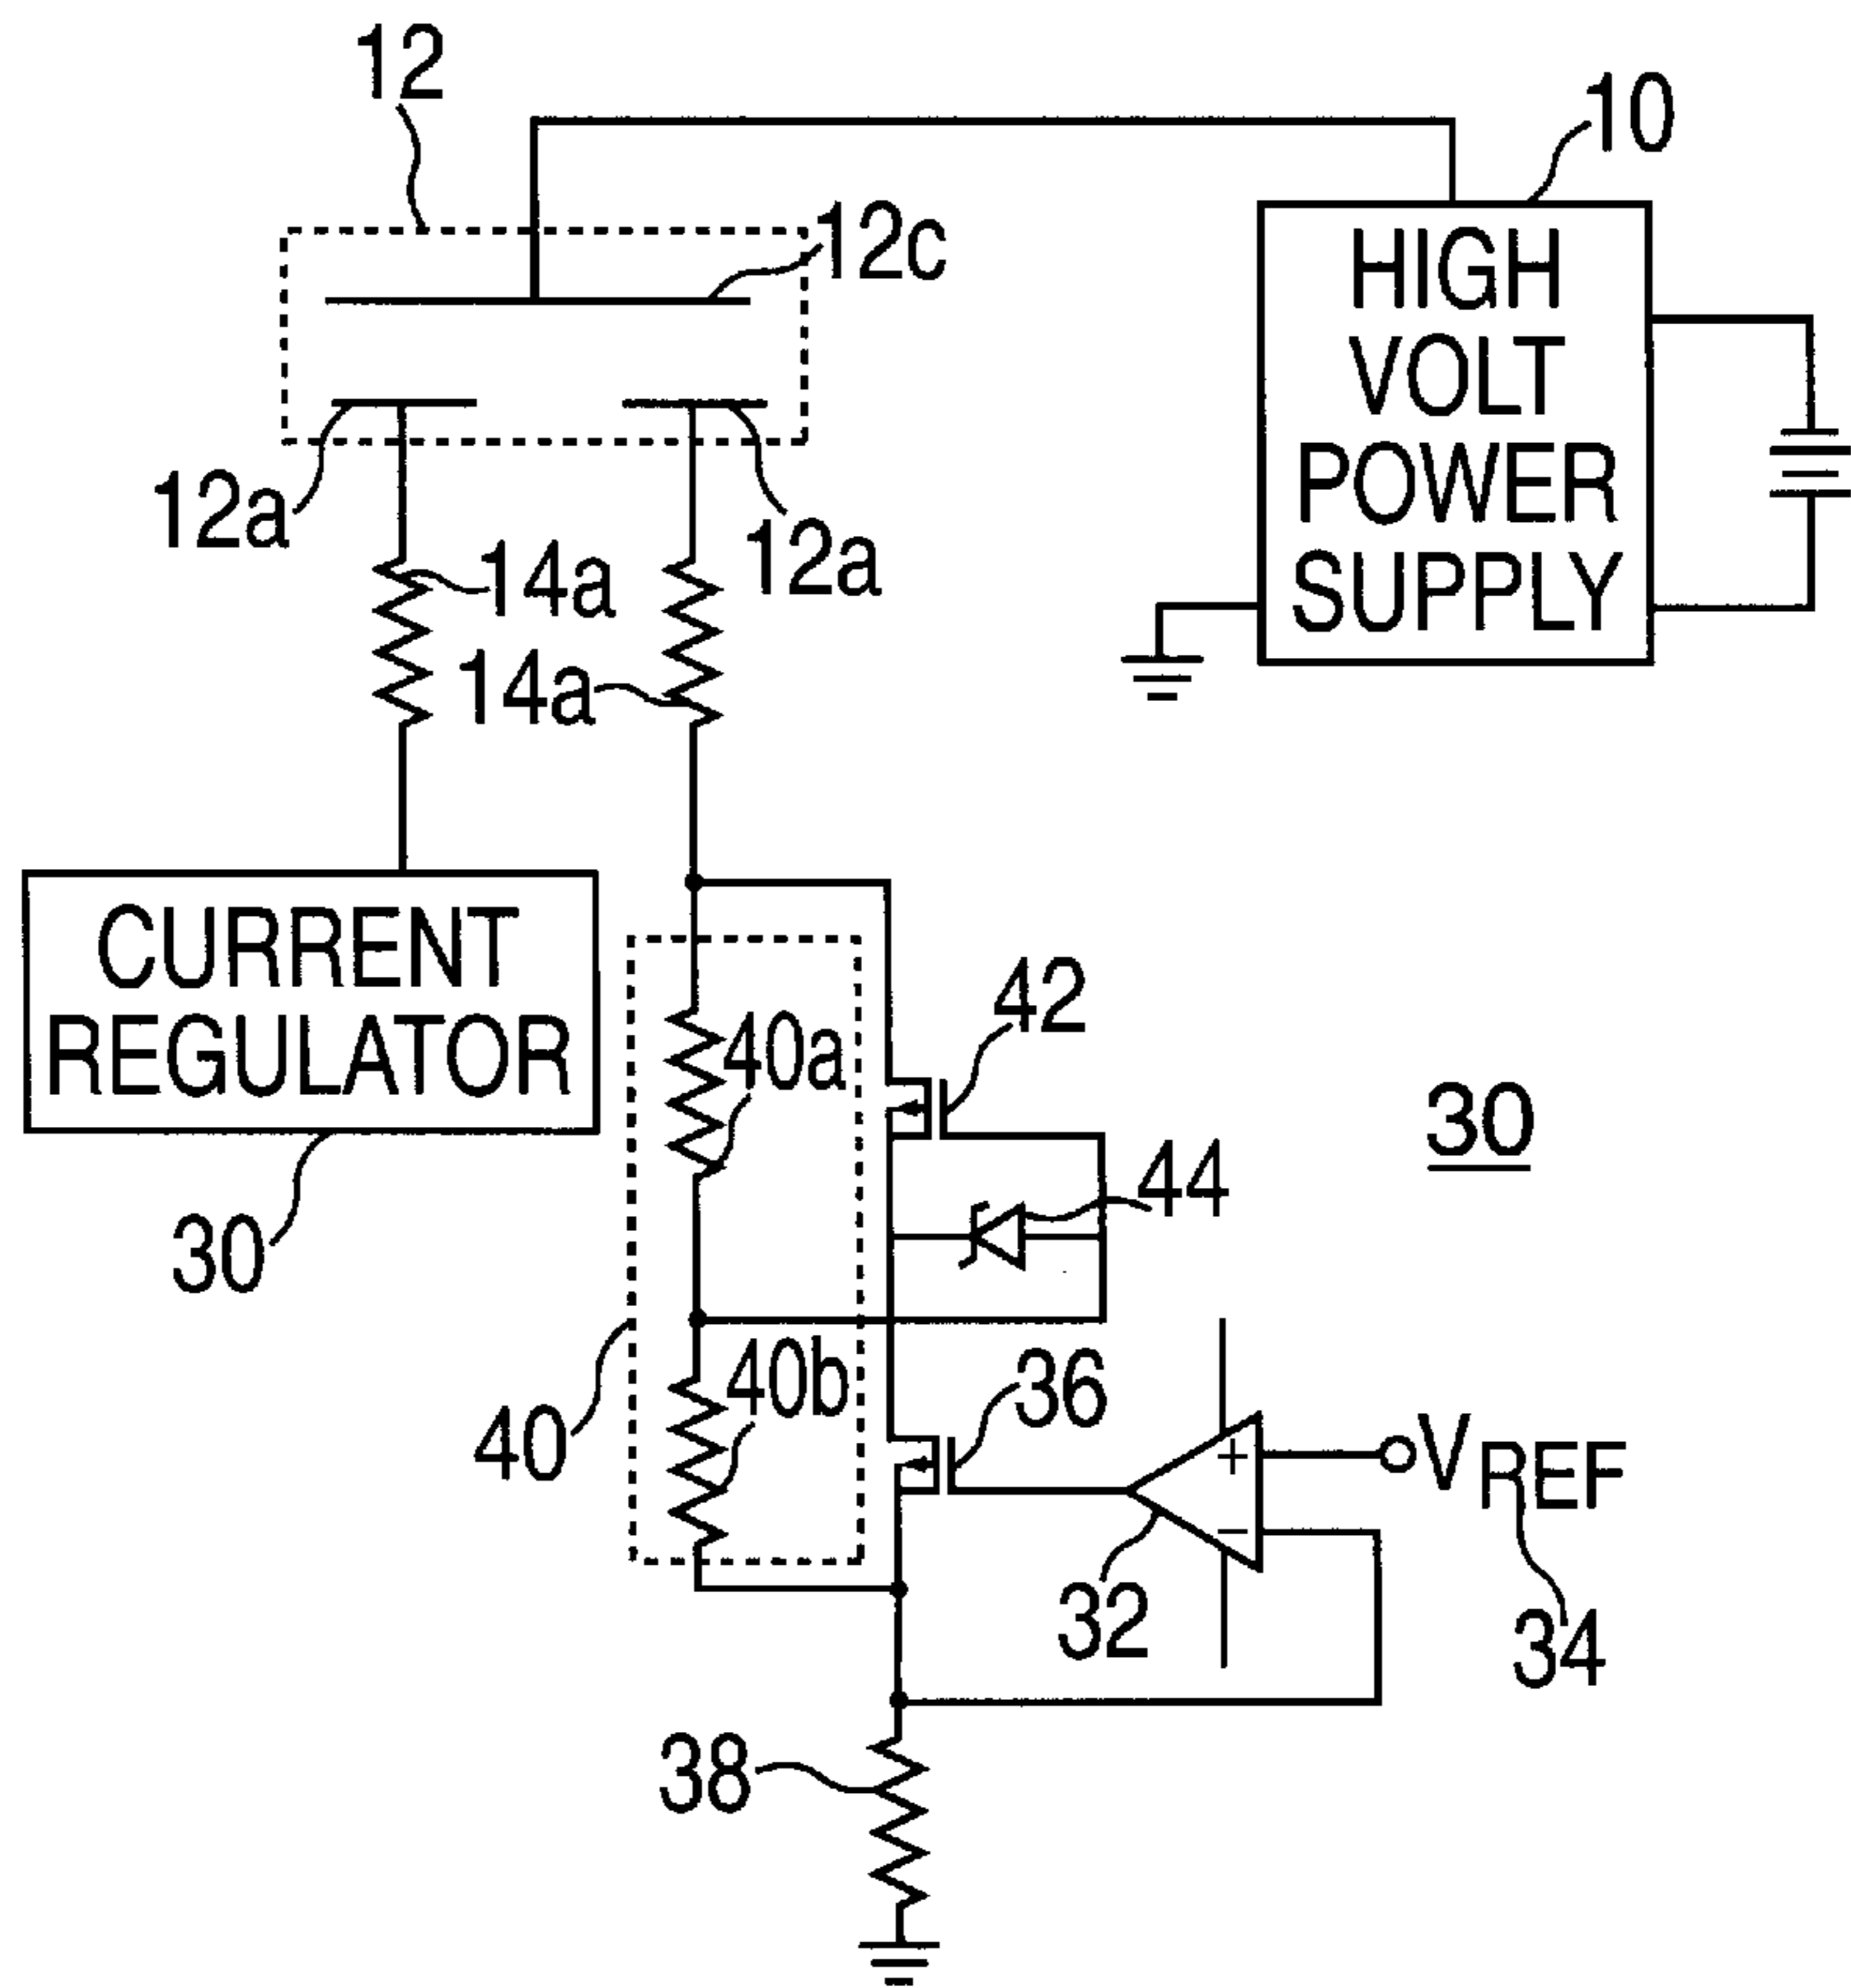 12
10
12c
HIGH
VOLT
POWER
SUPPLY
12a
12a
14a
14a
CURRENT
REGULATOR
30
40a
42
30
44
40
40b
36
+
VREF
−
32
34
38